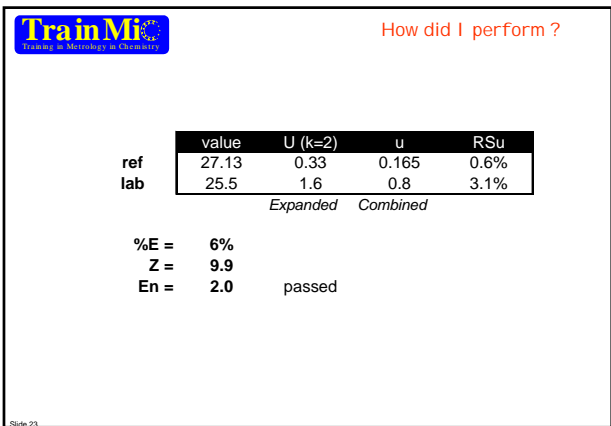 TrainMiC
Training in Metrology in Chemistry
How did I perform ?
value U (k=2) u RSu
ref 27.13 0.33 0.165 0.6%
lab 25.5 1.6 0.8 3.1%
Expanded Combined
%E = 6%
Z = 9.9
En = 2.0 passed
Slide 23